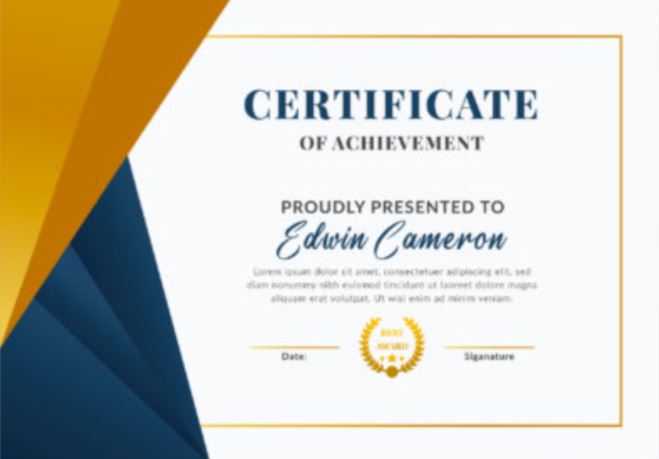 CERTIFICATE
OF ACHIEVEMENT
PROUDLY PRESENTED TO
Edwin Cameron
Lorem ipsum dolor sit amet, consectetuer adipiscing elit, sed
diam nonummy nibh euismod tincidunt ut laoreet dolore magna
aliquam erat volutpat. Ut wisi enim ad minim veniam.
BEST
AWARD
Date:
Siganature